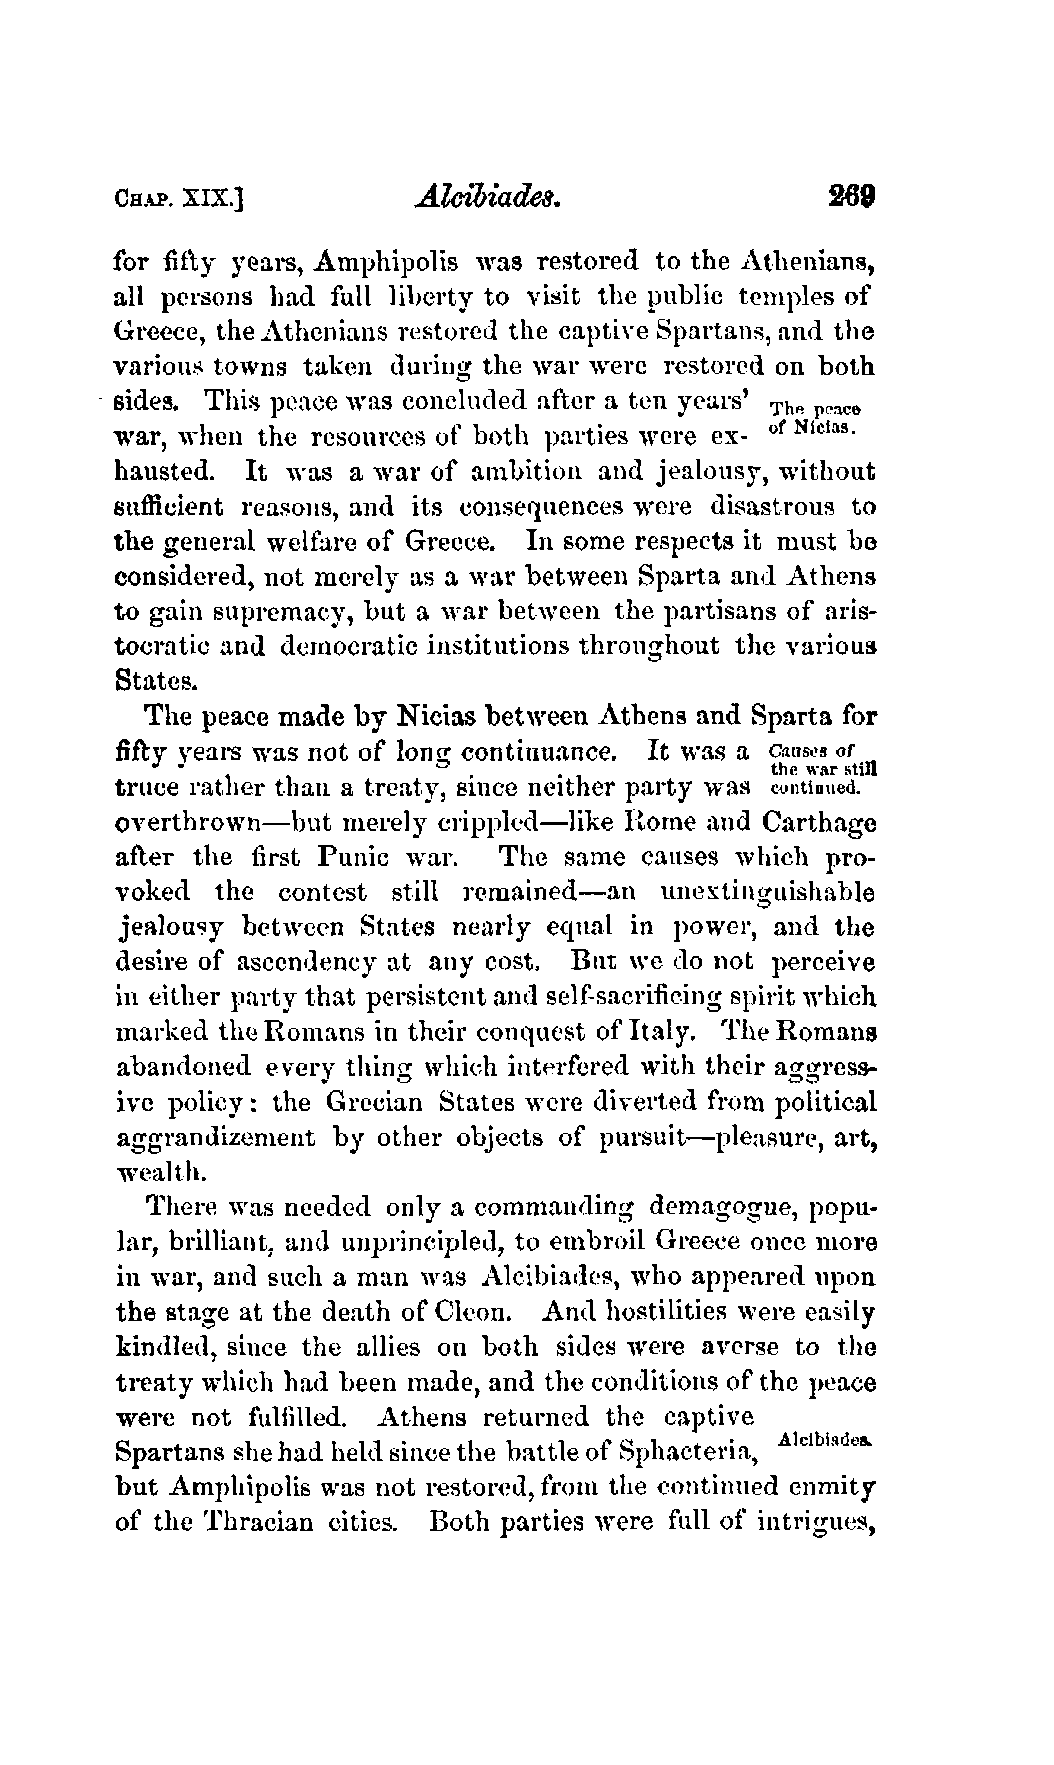 CHAP. XIX.] Alcibiades. 269
for fifty years, Amphipolis was restored to the Athenians,
all persons had full liberty to visit the public temples of
Greece, the Athenians restored the captive Spartans, and the
various towns taken during the war were restored on both
sides. This peace was concluded after a ten years' The peace
war, when the resources of both parties were ex- of Nicias.
hausted. It was a war of ambition and jealousy, without
sufficient reasons, and its consequences were disastrous to
the general welfare of Greece. In some respects it must be
considered, not merely as a war between Sparta and Athens
to gain supremacy, but a war between the partisans of aris-
tocratic and democratic institutions throughout the various
States.
The peace made by Nicias between Athens and Sparta for
fifty years was not of long continuance. It was a Causes of
the war still
truce rather than a treaty, since neither party was continued.
overthrown—but merely crippled—like Rome and Carthage
after the first Punic war. The same causes which pro-
voked the contest still remained—an unextinguishable
jealousy between States nearly equal in power, and the
desire of ascendency at any cost. But we do not perceive
in either party that persistent and self-sacrificing spirit which
marked the Romans in their conquest of Italy. The Romans
abandoned every thing which interfered with their aggress-
ive policy: the Grecian States were diverted from political
aggrandizement by other objects of pursuit—pleasure, art,
wealth.
There was needed only a commanding demagogue, popu-
lar, brilliant, and unprincipled, to embroil Greece once more
in war, and such a man was Alcibiades, who appeared upon
the stage at the death of Cleon. And hostilities were easily
kindled, since the allies on both sides were averse to the
treaty which had been made, and the conditions of the peace
were not fulfilled. Athens returned the captive
Spartans she had held since the battle of Sphacteria, Alcibiades.
but Amphipolis was not restored, from the continued enmity
of the Thracian cities. Both parties were full of intrigues,